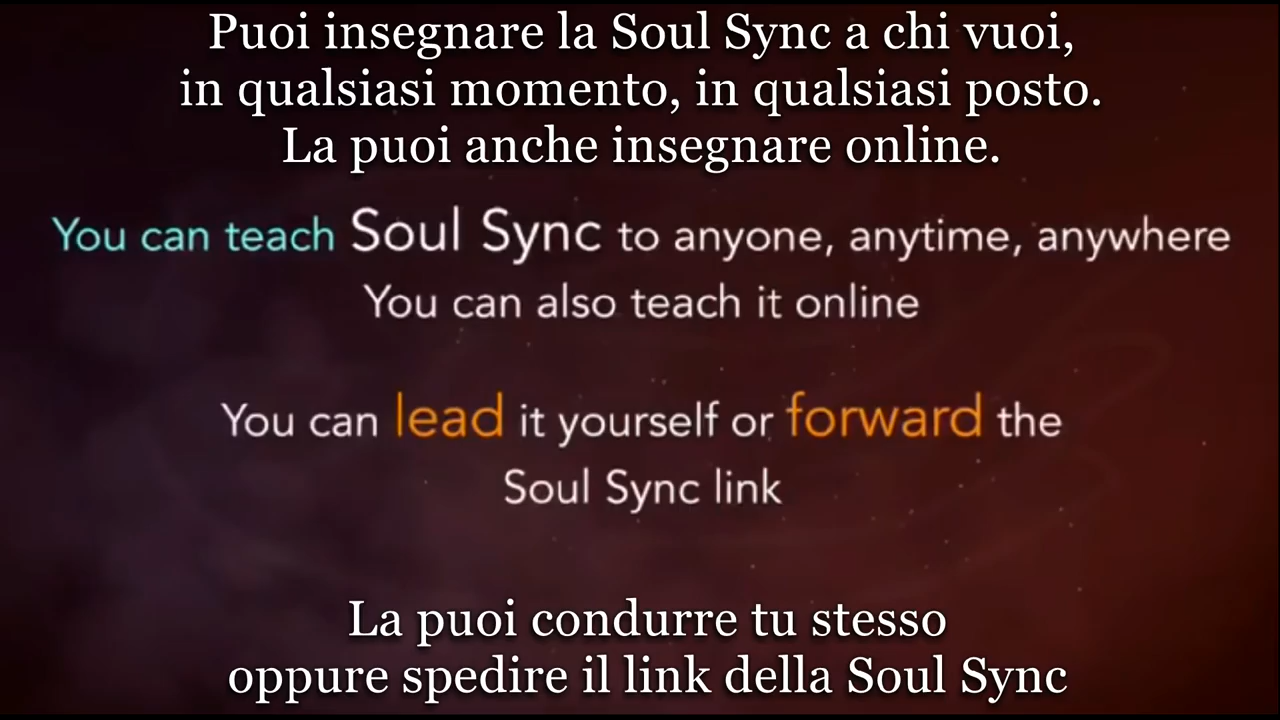 Puoi insegnare la Soul Sync a chi vuoi,
in qualsiasi momento, in qualsiasi posto.
La puoi anche insegnare online.
You can teach Soul Sync to anyone, anytime, anywhere
You can also teach it online
You can lead it yourself or forward the
Soul Sync link
La puoi condurre tu stesso
oppure spedire il link della Soul Sync